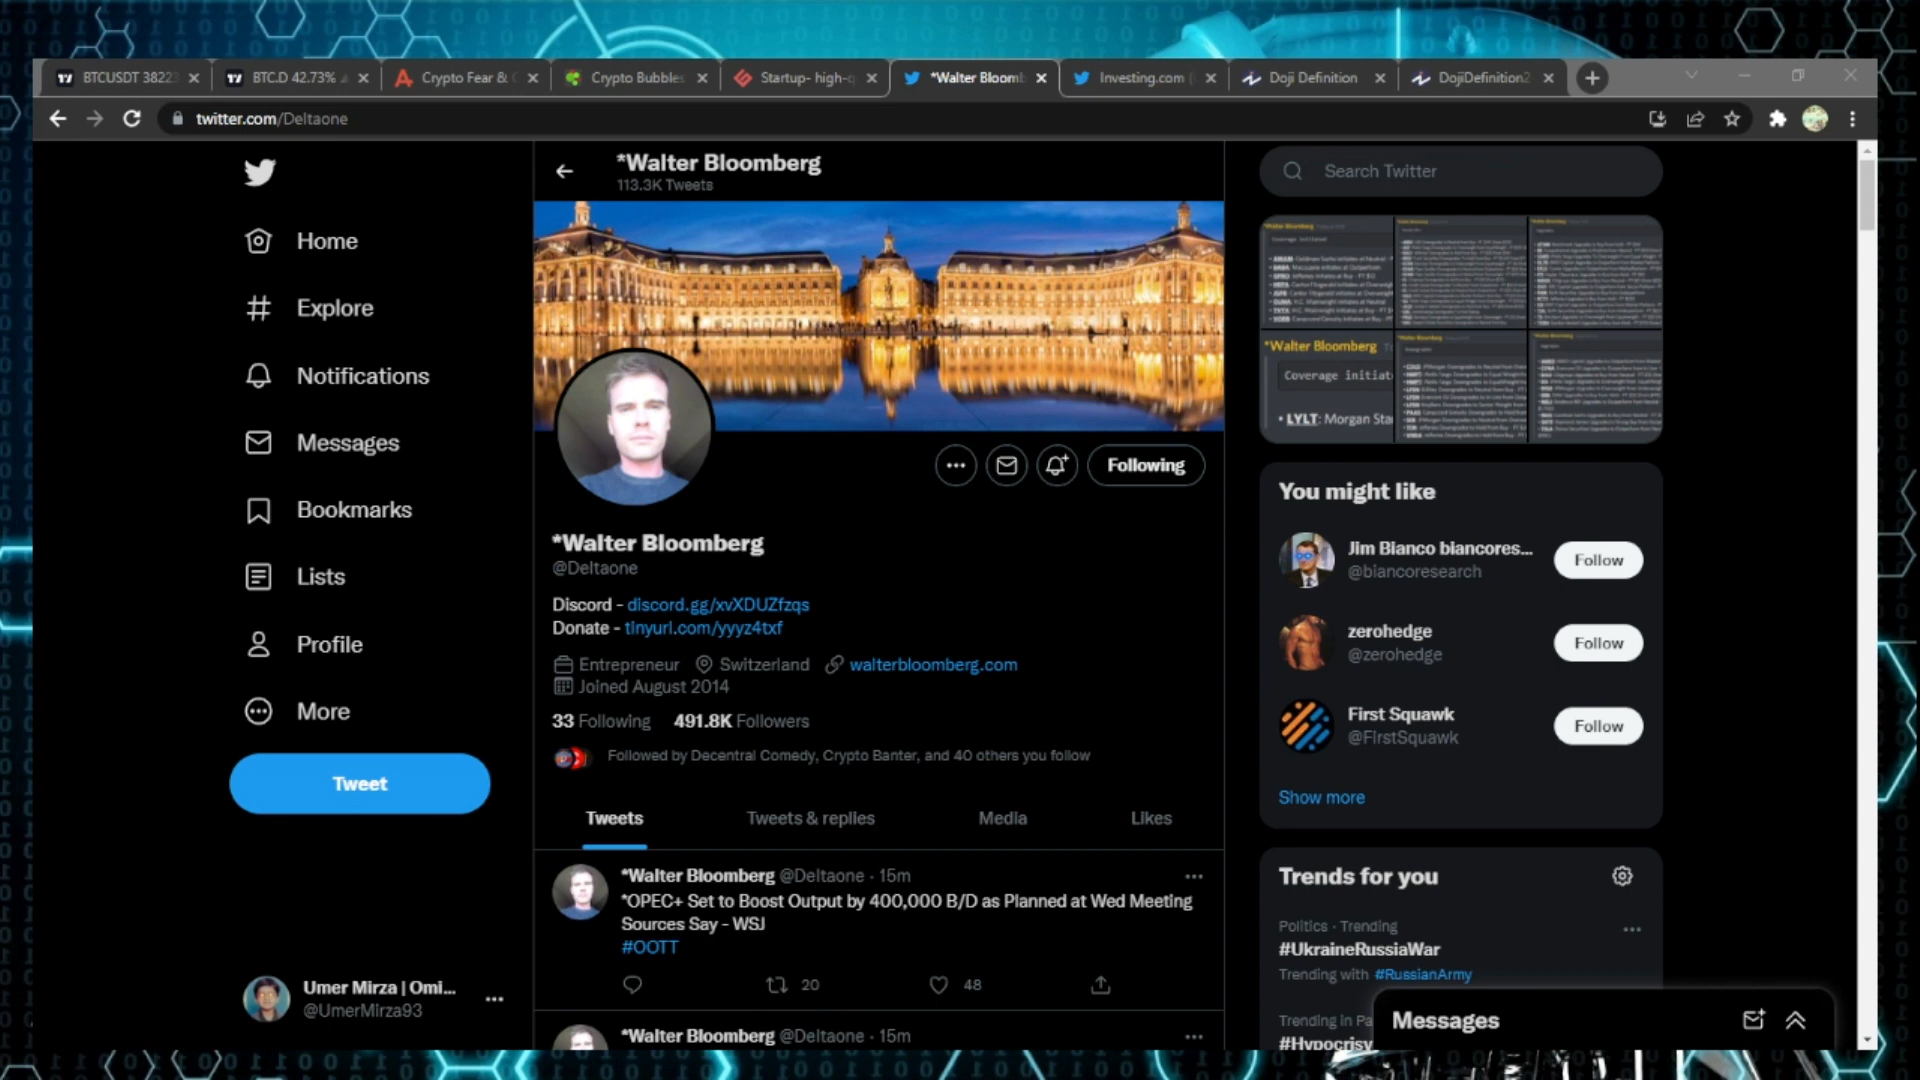 BTCUSDT 38223
BTC.D 42.73%
Crypto Fear &
Crypto Bubbles
Startup- high-q
*Walter Bloomb
Investing.com
Doji Definition
DojiDefinition2
twitter.com/Deltaone
*Walter Bloomberg
113.3K Tweets
Home
Explore
Notifications
Messages
Bookmarks
Lists
Profile
More
Tweet
Umer Mirza | Omi...
@UmerMirza93
Following
*Walter Bloomberg
@Deltaone
Discord - discord.gg/xvXDUZfzqs
Donate - tinyurl.com/yyyz4txf
Entrepreneur Switzerland walterbloomberg.com
Joined August 2014
33 Following 491.8K Followers
Followed by Decentral Comedy, Crypto Banter, and 40 others you follow
Tweets Tweets & replies Media Likes
*Walter Bloomberg @Deltaone · 15m
*OPEC+ Set to Boost Output by 400,000 B/D as Planned at Wed Meeting
Sources Say - WSJ
#OOTT
20 48
*Walter Bloomberg @Deltaone · 15m
Search Twitter
*Walter Bloomberg
Coverage initiat
• LYLT: Morgan Sta
You might like
Jim Bianco biancores...
@biancoresearch
Follow
zerohedge
@zerohedge
Follow
First Squawk
@FirstSquawk
Follow
Show more
Trends for you
Politics · Trending
#UkraineRussiaWar
Trending with #RussianArmy
Trending in Pa
#Hypocrisy
Messages